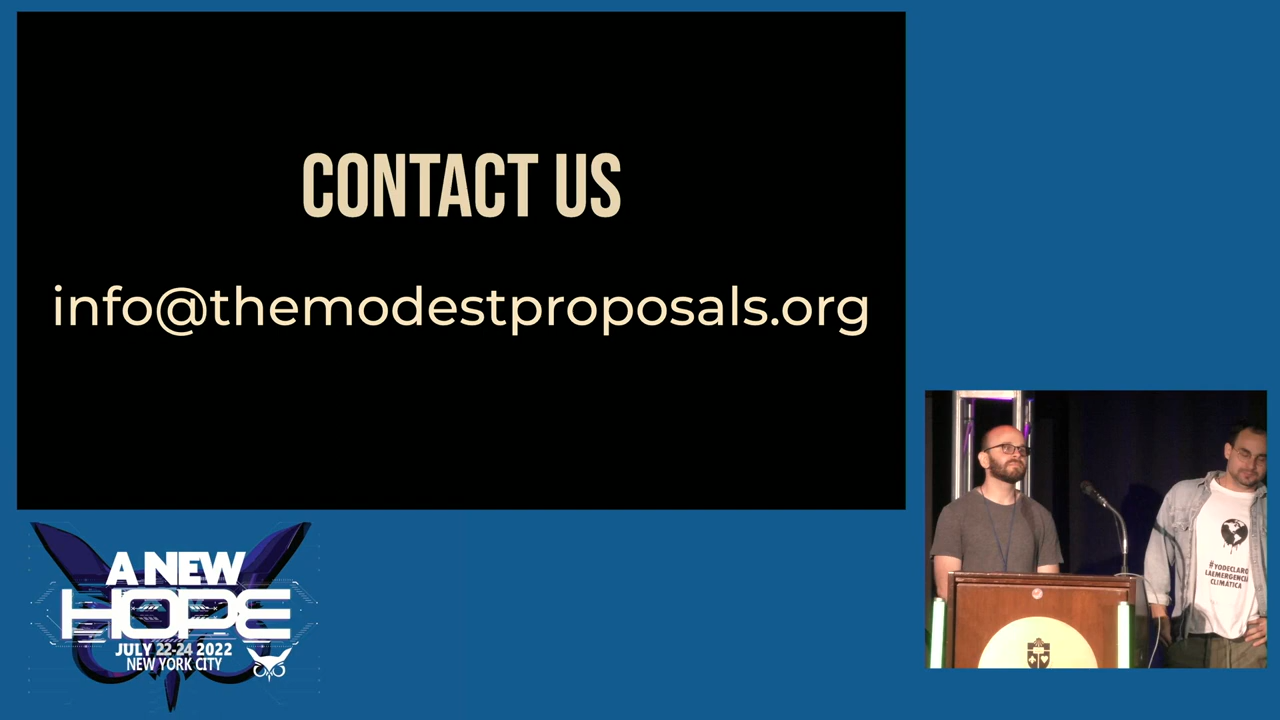 CONTACT US
info@themodestproposals.org
A NEW
HOPE
JULY 22-24 2022
NEW YORK CITY
#YODECLARO
LAEMERGENCIA
CLIMÁTICA